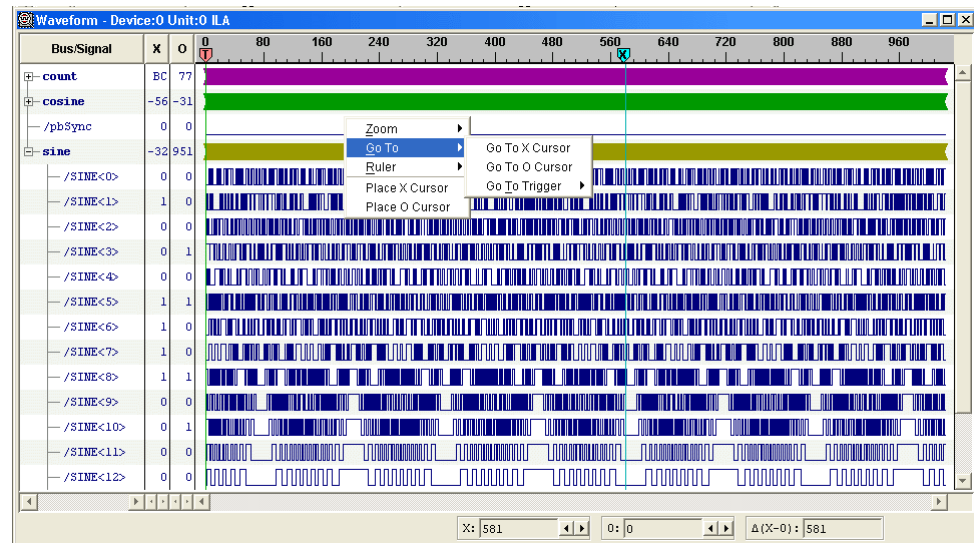 Waveform - Device:0 Unit:0 ILA
Bus/Signal X O 0 80 160 240 320 400 480 560 640 720 800 880 960
T X
count BC 77
cosine -56 -31
/pbSync 0 0
sine -32 951
/SINE<0> 0 0
/SINE<1> 1 0
/SINE<2> 0 0
/SINE<3> 0 1
/SINE<4> 0 0
/SINE<5> 1 1
/SINE<6> 1 0
/SINE<7> 1 0
/SINE<8> 1 1
/SINE<9> 0 0
/SINE<10> 0 1
/SINE<11> 0 0
/SINE<12> 0 0
Zoom
Go To
Ruler
Place X Cursor
Place O Cursor
Go To X Cursor
Go To O Cursor
Go To Trigger
X: 581 O: 0 Δ(X-O): 581